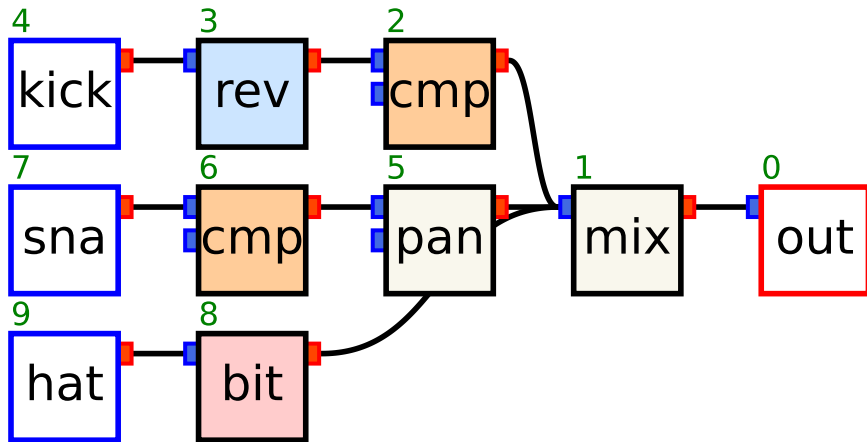 4 3 2
kick rev cmp
7 6 5 1 0
sna cmp pan mix out
9 8
hat bit